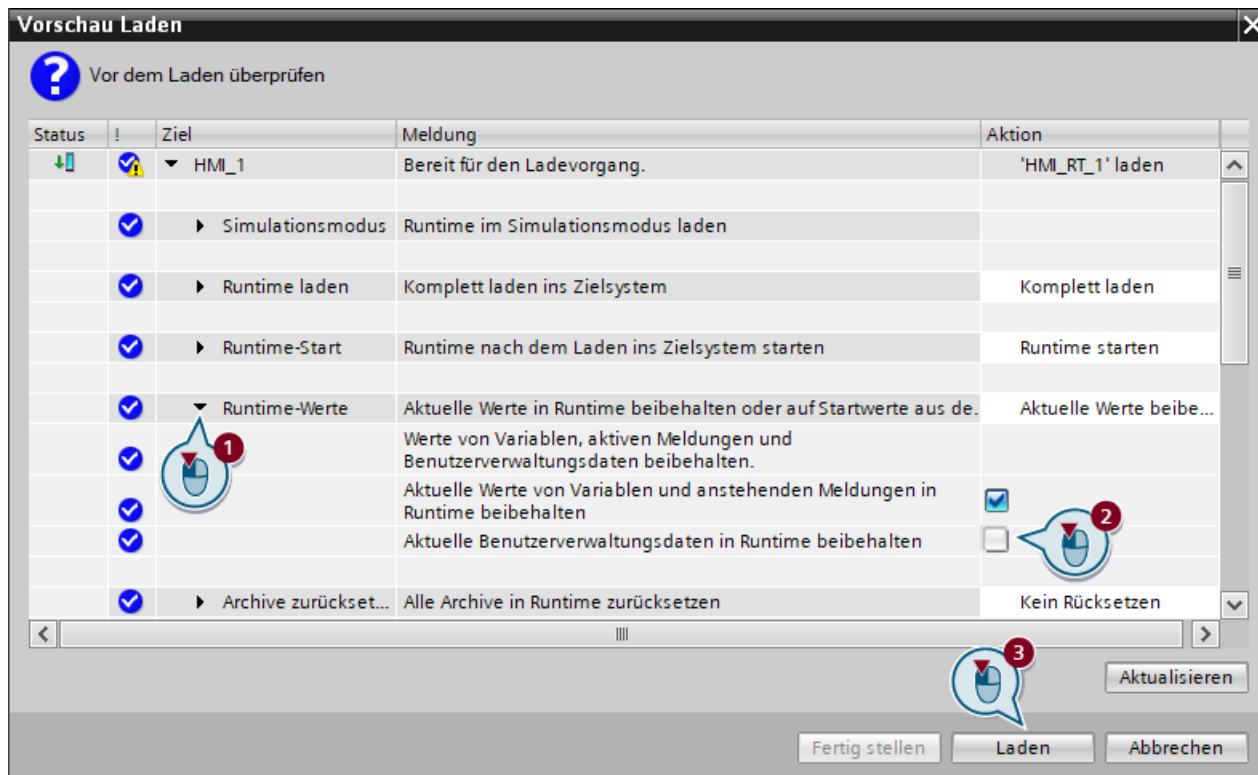 Vorschau Laden
Vor dem Laden überprüfen
Status ! Ziel Meldung Aktion
HMI_1 Bereit für den Ladevorgang. 'HMI_RT_1' laden
Simulationsmodus Runtime im Simulationsmodus laden
Runtime laden Komplett laden ins Zielsystem Komplett laden
Runtime-Start Runtime nach dem Laden ins Zielsystem starten Runtime starten
Runtime-Werte Aktuelle Werte in Runtime beibehalten oder auf Startwerte aus de. Aktuelle Werte beibe...
Werte von Variablen, aktiven Meldungen und
Benutzerverwaltungsdaten beibehalten.
1
Aktuelle Werte von Variablen und anstehenden Meldungen in
Runtime beibehalten
Aktuelle Benutzerverwaltungsdaten in Runtime beibehalten
2
Archive zurückset... Alle Archive in Runtime zurücksetzen Kein Rücksetzen
3
Aktualisieren
Fertig stellen Laden Abbrechen